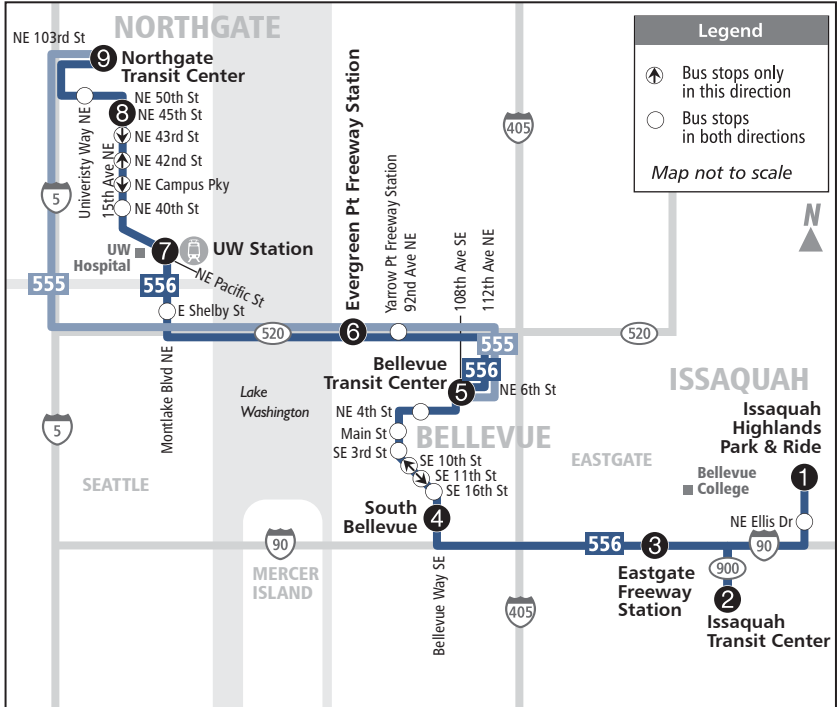 NORTHGATE
NE 103rd St
9
Northgate
Transit Center
NE 50th St
8
NE 45th St
NE 43rd St
NE 42nd St
NE Campus Pky
NE 40th St
Univeristy Way NE
15th Ave NE
5
7
UW Station
UW
Hospital
NE Pacific St
555
556
E Shelby St
520
6
Evergreen Pt Freeway Station
Yarrow Pt Freeway Station
92nd Ave NE
108th Ave SE
112th Ave NE
405
Legend
Bus stops only
in this direction
Bus stops
in both directions
Map not to scale
N
520
555
556
Bellevue
Transit Center
5
NE 6th St
Montlake Blvd NE
Lake
Washington
NE 4th St
Main St
SE 3rd St
BELLEVUE
SE 10th St
SE 11th St
SE 16th St
5
SEATTLE
South
Bellevue
4
ISSAQUAH
Issaquah
Highlands
Park & Ride
1
EASTGATE
Bellevue
College
NE Ellis Dr
90
MERCER
ISLAND
Bellevue Way SE
556
3
90
Eastgate
Freeway
Station
900
2
Issaquah
Transit Center
405